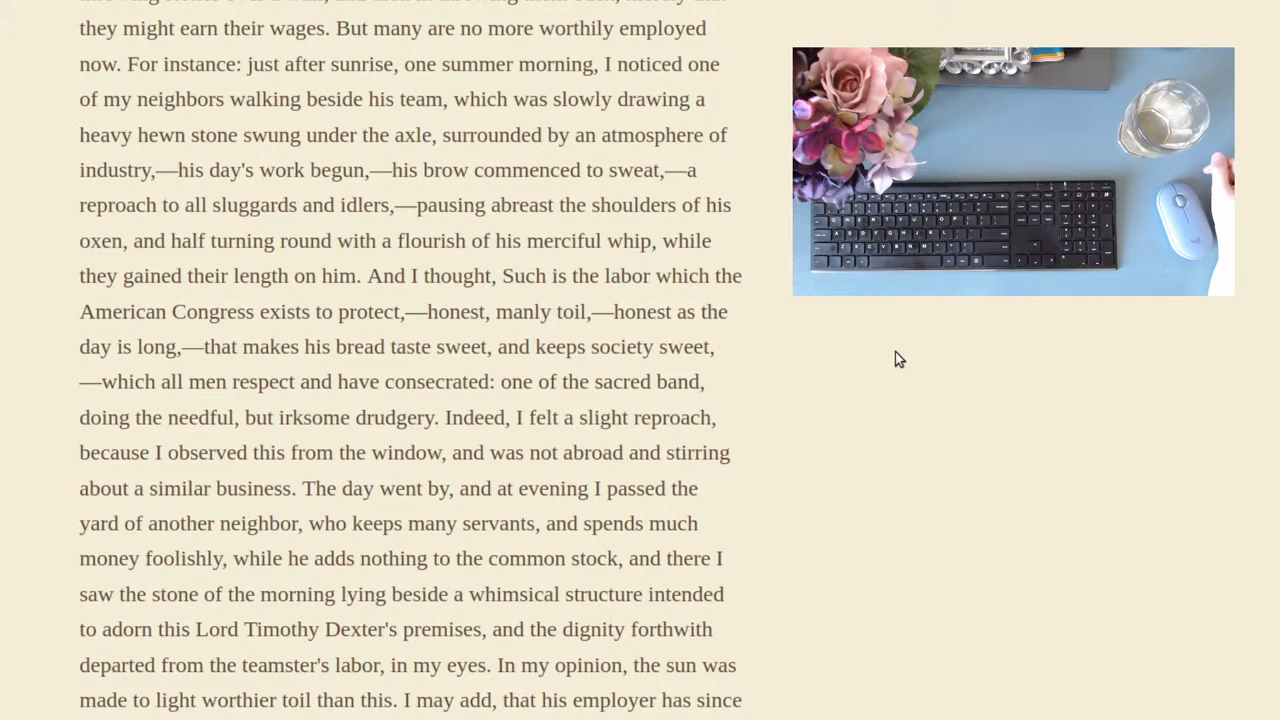 throwing stones over a wall, and then in throwing them back, merely that
they might earn their wages. But many are no more worthily employed
now. For instance: just after sunrise, one summer morning, I noticed one
of my neighbors walking beside his team, which was slowly drawing a
heavy hewn stone swung under the axle, surrounded by an atmosphere of
industry,—his day's work begun,—his brow commenced to sweat,—a
reproach to all sluggards and idlers,—pausing abreast the shoulders of his
oxen, and half turning round with a flourish of his merciful whip, while
they gained their length on him. And I thought, Such is the labor which the
American Congress exists to protect,—honest, manly toil,—honest as the
day is long,—that makes his bread taste sweet, and keeps society sweet,
—which all men respect and have consecrated: one of the sacred band,
doing the needful, but irksome drudgery. Indeed, I felt a slight reproach,
because I observed this from the window, and was not abroad and stirring
about a similar business. The day went by, and at evening I passed the
yard of another neighbor, who keeps many servants, and spends much
money foolishly, while he adds nothing to the common stock, and there I
saw the stone of the morning lying beside a whimsical structure intended
to adorn this Lord Timothy Dexter's premises, and the dignity forthwith
departed from the teamster's labor, in my eyes. In my opinion, the sun was
made to light worthier toil than this. I may add, that his employer has since